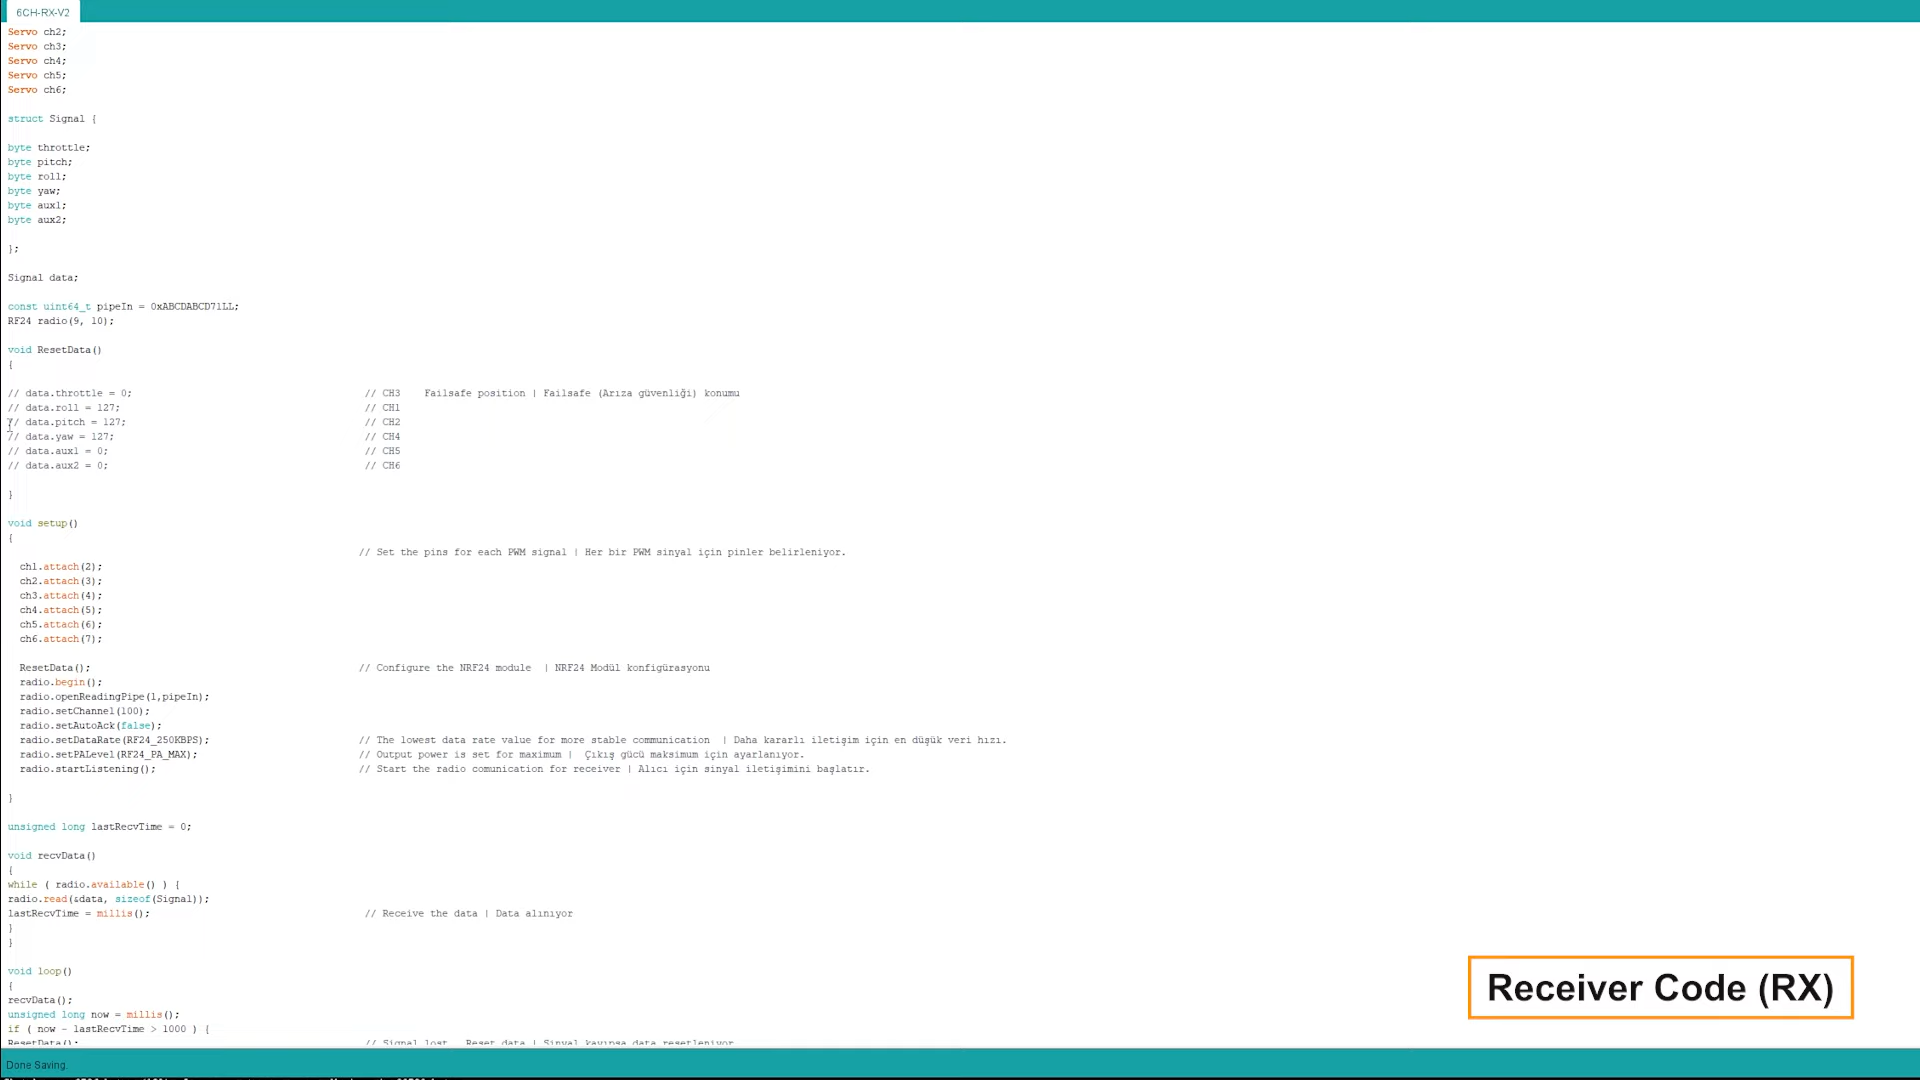 6CH-RX-V2
Servo ch2;
Servo ch3;
Servo ch4;
Servo ch5;
Servo ch6;
struct Signal {
byte throttle;
byte pitch;
byte roll;
byte yaw;
byte aux1;
byte aux2;
};
Signal data;
const uint64_t pipeIn = 0xABCDABCD71LL;
RF24 radio(9, 10);
void ResetData()
{
// data.throttle = 0; // CH3 Failsafe position | Failsafe (Arıza güvenliği) konumu
// data.roll = 127; // CH1
// data.pitch = 127; // CH2
// data.yaw = 127; // CH4
// data.aux1 = 0; // CH5
// data.aux2 = 0; // CH6
}
void setup()
{
// Set the pins for each PWM signal | Her bir PWM sinyal için pinler belirleniyor.
ch1.attach(2);
ch2.attach(3);
ch3.attach(4);
ch4.attach(5);
ch5.attach(6);
ch6.attach(7);
ResetData(); // Configure the NRF24 module | NRF24 Modül konfigürasyonu
radio.begin();
radio.openReadingPipe(1,pipeIn);
radio.setChannel(100);
radio.setAutoAck(false);
radio.setDataRate(RF24_250KBPS); // The lowest data rate value for more stable communication | Daha kararlı iletişim için en düşük veri hızı.
radio.setPALevel(RF24_PA_MAX); // Output power is set for maximum | Çıkış gücü maksimum için ayarlanıyor.
radio.startListening(); // Start the radio comunication for receiver | Alıcı için sinyal iletişimini başlatır.
}
unsigned long lastRecvTime = 0;
void recvData()
{
while ( radio.available() ) {
radio.read(&data, sizeof(Signal));
lastRecvTime = millis(); // Receive the data | Data alınıyor
}
}
void loop()
{
recvData();
unsigned long now = millis();
if ( now - lastRecvTime > 1000 ) {
ResetData(); // Signal lost.. Reset data | Sinyal kayıpsa data resetleniyor
Receiver Code (RX)
Done Saving.